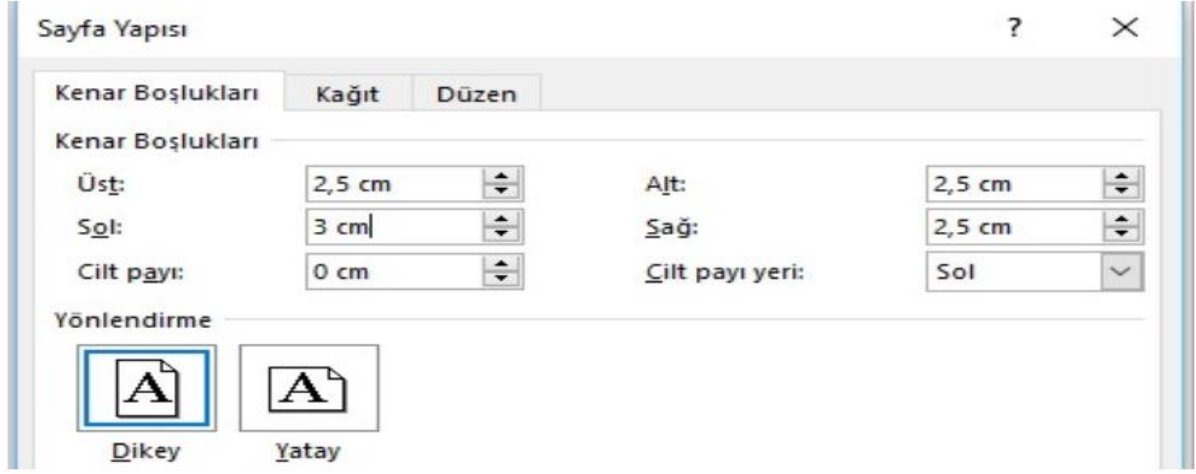 Sayfa Yapısı ? ✕
Kenar Boşlukları Kağıt Düzen
Kenar Boşlukları
Üst: 2,5 cm Alt: 2,5 cm
Sol: 3 cm Sağ: 2,5 cm
Cilt payı: 0 cm Cilt payı yeri: Sol
Yönlendirme
A A
Dikey Yatay